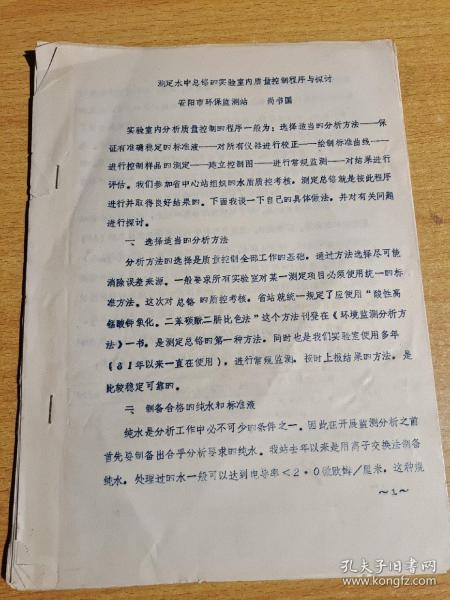 测定水中总铬的实验室内质量控制程序与探讨
安阳市环保监测站　尚书国
实验室内分析质量控制的程序一般为：选择适当的分析方法——保
证有准确稳定的标准液——对所有仪器进行校正——绘制标准曲线——
进行控制样品的测定——建立控制图——进行常规监测——对结果进行
评估。我们参加省中心站组织的水质质控考核，测定总铬就是按此程序
进行并取得良好结果的。下面我谈一下自己的具体做法，并对有关问题
进行探讨。
一、选择适当的分析方法
分析方法的选择是质量控制全部工作的基础，通过方法选择尽可能
消除误差来源。一般要求所有实验室对某一测定项目必须使用统一的标
准方法。这次对总铬的质控考核，省站就统一规定了应使用“酸性高
锰酸钾氧化。二苯碳酰二肼比色法”这个方法刊登在《环境监测分析方
法》一书。是测定总铬的第一种方法。同时也是我们实验室使用多年
（81年以来一直在使用），进行常规监测，按时上报结果的方法，是
比较稳定可靠的。
二、制备合格的纯水和标准液
纯水是分析工作中必不可少的条件之一。因此在开展监测分析之前
首先要制备出合乎分析要求的纯水。我站去年以来是用离子交换法制备
纯水，处理过的水一般可以达到电导率＜2·0微欧姆／厘米，这种规
～1～
孔夫子旧书网
www.kongfz.com